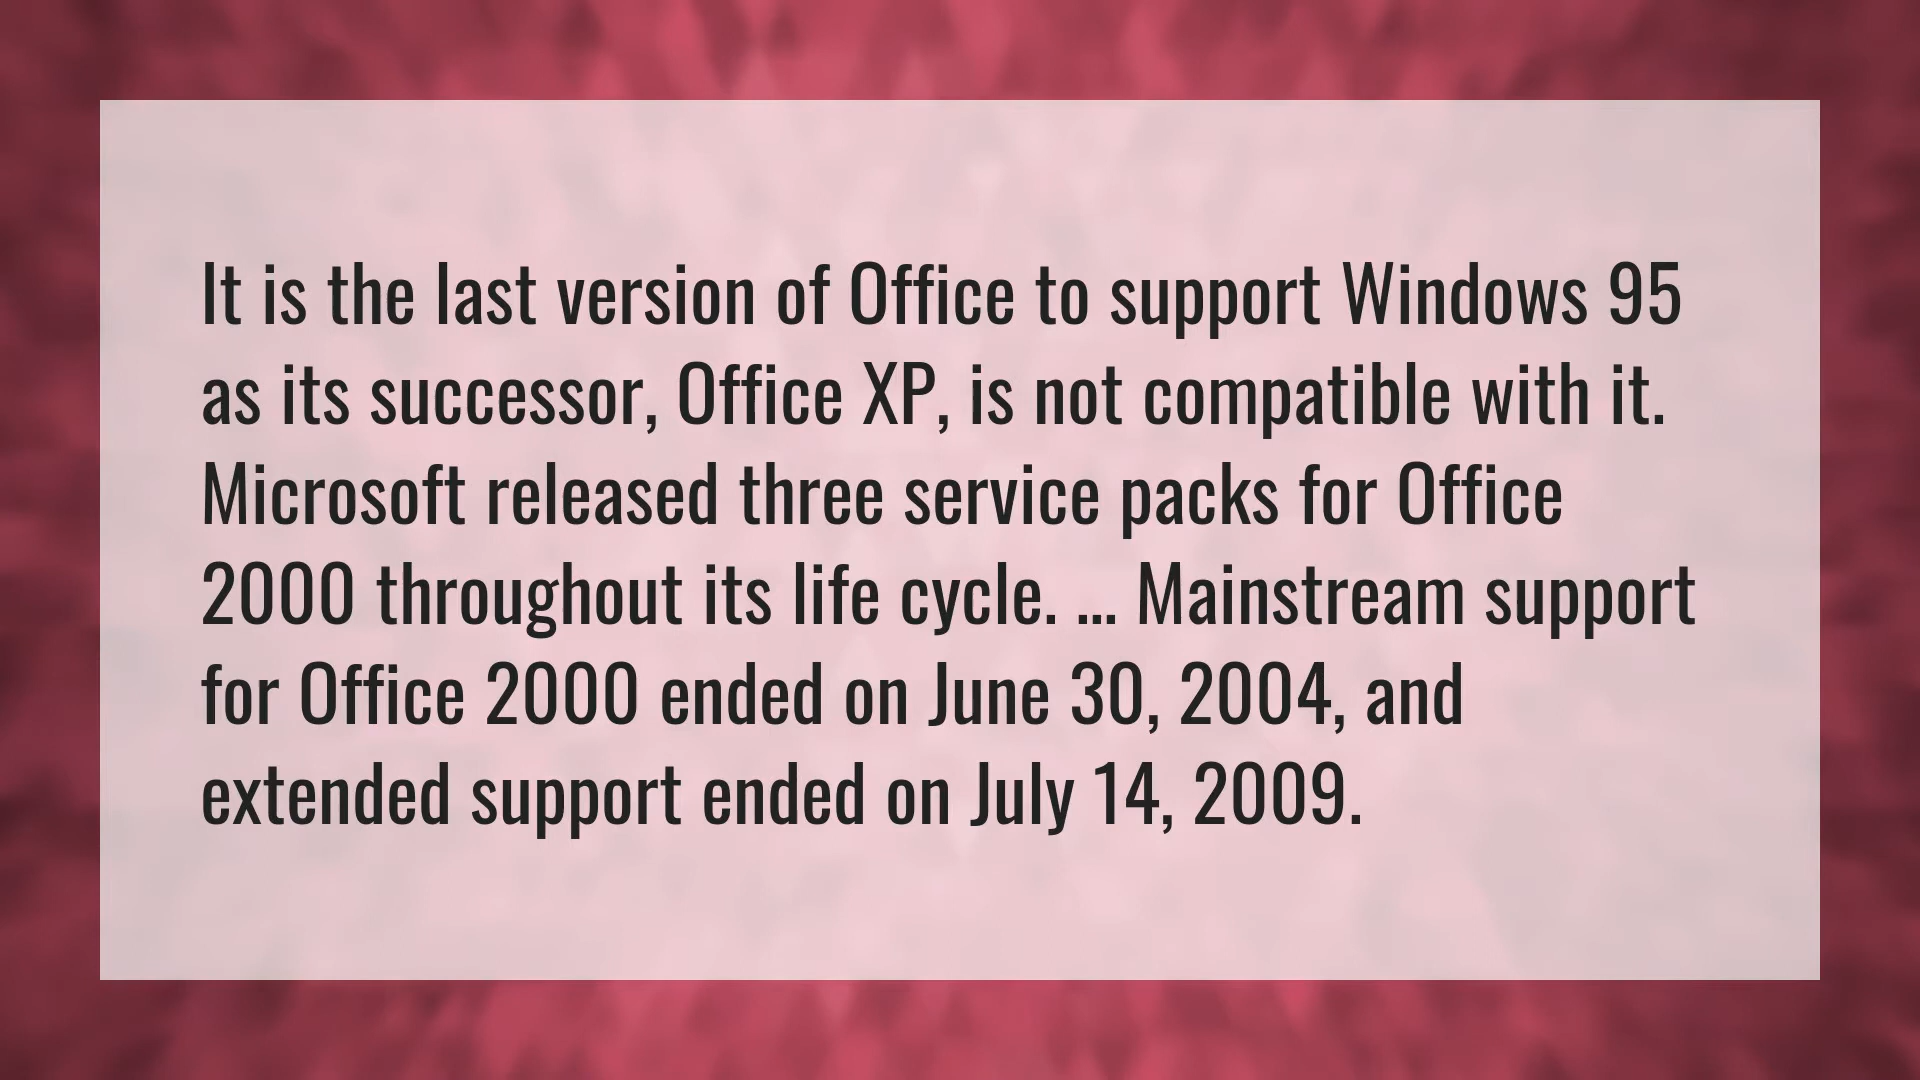 It is the last version of Office to support Windows 95
as its successor, Office XP, is not compatible with it.
Microsoft released three service packs for Office
2000 throughout its life cycle. ... Mainstream support
for Office 2000 ended on June 30, 2004, and
extended support ended on July 14, 2009.